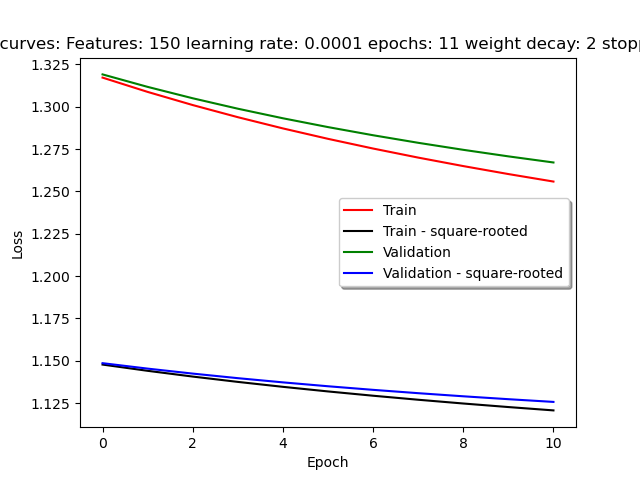 curves: Features: 150 learning rate: 0.0001 epochs: 11 weight decay: 2
1.325
1.300
1.275
1.250
1.225
1.200
1.175
1.150
1.125
Loss
Train
Train - square-rooted
Validation
Validation - square-rooted
0 2 4 6 8 10
Epoch